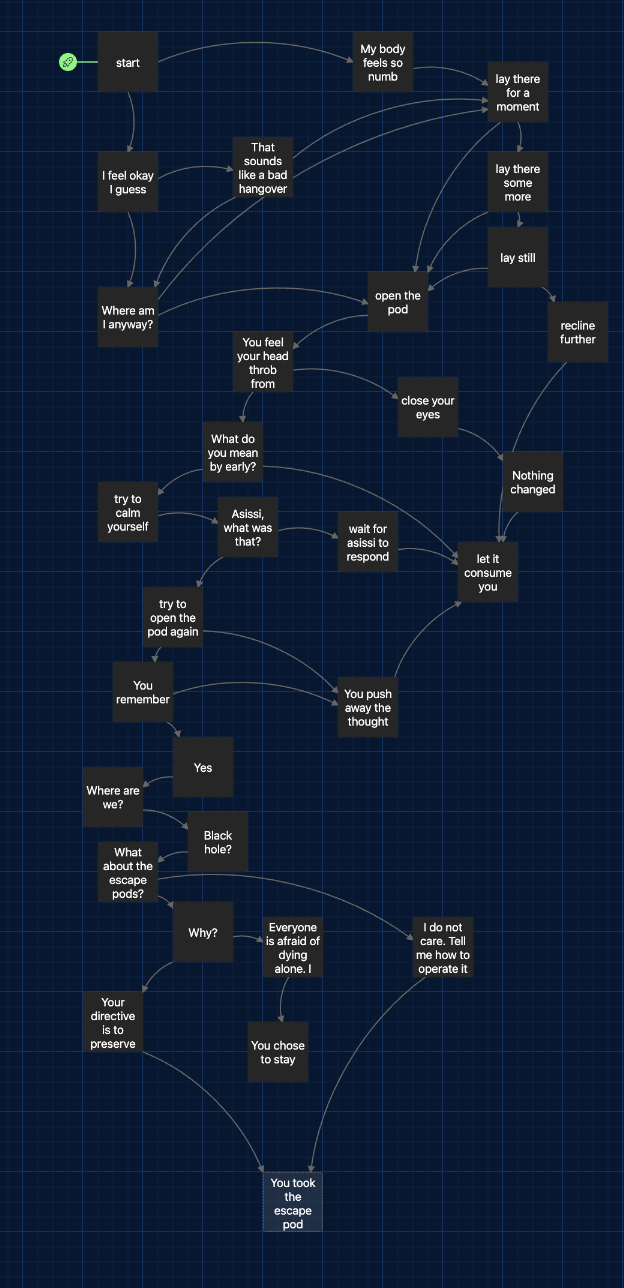 start
My body
feels so
numb
lay there
for a
moment
I feel okay
I guess
That
sounds
like a bad
hangover
lay there
some
more
lay still
Where am
I anyway?
open the
pod
recline
further
You feel
your head
throb
from
close your
eyes
What do
you mean
by early?
Nothing
changed
try to
calm
yourself
Asissi,
what was
that?
wait for
asissi to
respond
let it
consume
you
try to
open the
pod again
You
remember
You push
away the
thought
Yes
Where are
we?
Black
hole?
What
about the
escape
pods?
Why?
Everyone
is afraid of
dying
alone. I
I do not
care. Tell
me how to
operate it
Your
directive
is to
preserve
You chose
to stay
You took
the
escape
pod